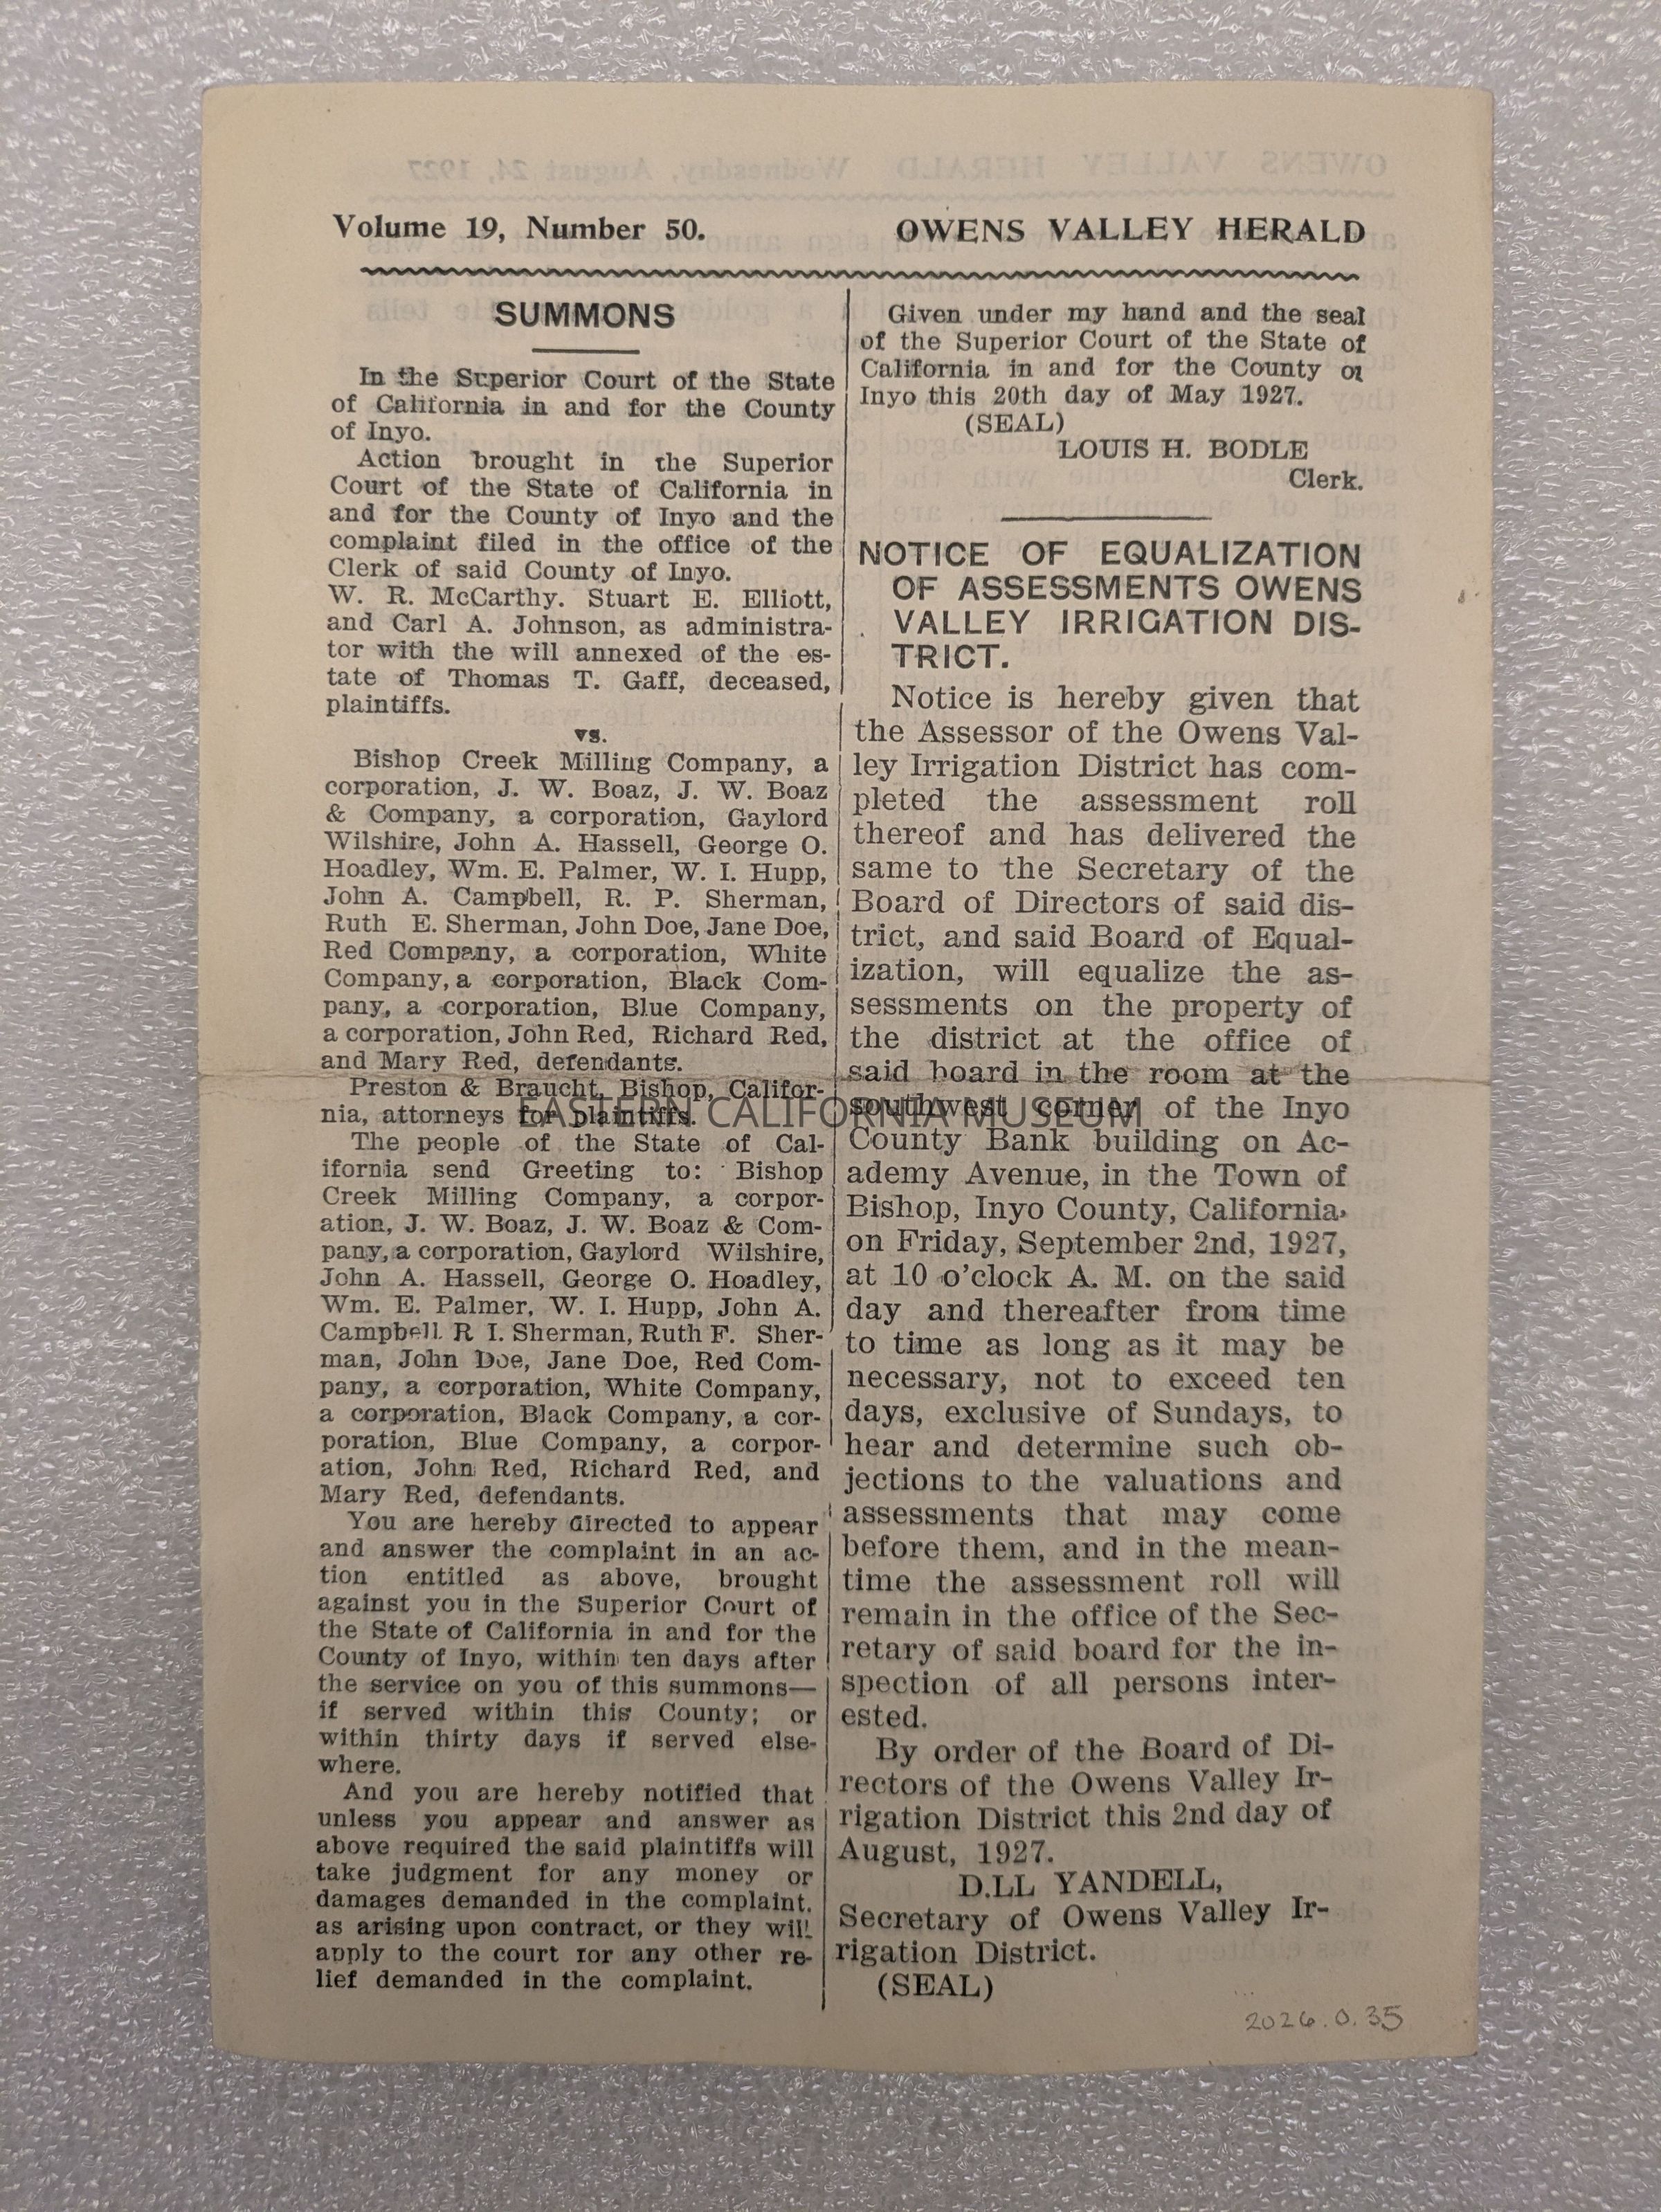 Volume 19, Number 50.
OWENS VALLEY HERALD
SUMMONS
In the Superior Court of the State
of California in and for the County
of Inyo.
Action brought in the Superior
Court of the State of California in
and for the County of Inyo and the
complaint filed in the office of the
Clerk of said County of Inyo.
W. R. McCarthy. Stuart E. Elliott,
and Carl A. Johnson, as administra-
tor with the will annexed of the es-
tate of Thomas T. Gaff, deceased,
plaintiffs.
vs.
Bishop Creek Milling Company, a
corporation, J. W. Boaz, J. W. Boaz
& Company, a corporation, Gaylord
Wilshire, John A. Hassell, George O.
Hoadley, Wm. E. Palmer, W. I. Hupp,
John A. Campbell, R. P. Sherman,
Ruth E. Sherman, John Doe, Jane Doe,
Red Company, a corporation, White
Company, a corporation, Black Com-
pany, a corporation, Blue Company,
a corporation, John Red, Richard Red,
and Mary Red, defendants.
Preston & Braucht, Bishop, Califor-
nia, attorneys for plaintiffs.
The people of the State of Cal-
ifornia send Greeting to: Bishop
Creek Milling Company, a corpor-
ation, J. W. Boaz, J. W. Boaz & Com-
pany, a corporation, Gaylord Wilshire,
John A. Hassell, George O. Hoadley,
Wm. E. Palmer, W. I. Hupp, John A.
Campbell. R I. Sherman, Ruth F. Sher-
man, John Doe, Jane Doe, Red Com-
pany, a corporation, White Company,
a corporation, Black Company, a cor-
poration, Blue Company, a corpor-
ation, John Red, Richard Red, and
Mary Red, defendants.
You are hereby directed to appear
and answer the complaint in an ac-
tion entitled as above, brought
against you in the Superior Court of
the State of California in and for the
County of Inyo, within ten days after
the service on you of this summons—
if served within this County; or
within thirty days if served else-
where.
And you are hereby notified that
unless you appear and answer as
above required the said plaintiffs will
take judgment for any money or
damages demanded in the complaint.
as arising upon contract, or they will
apply to the court for any other re-
lief demanded in the complaint.
Given under my hand and the seal
of the Superior Court of the State of
California in and for the County of
Inyo this 20th day of May 1927.
(SEAL)
LOUIS H. BODLE
Clerk.
NOTICE OF EQUALIZATION
OF ASSESSMENTS OWENS
VALLEY IRRIGATION DIS-
TRICT.
Notice is hereby given that
the Assessor of the Owens Val-
ley Irrigation District has com-
pleted the assessment roll
thereof and has delivered the
same to the Secretary of the
Board of Directors of said dis-
trict, and said Board of Equal-
ization, will equalize the as-
sessments on the property of
the district at the office of
said board in the room at the
southwest corner of the Inyo
County Bank building on Ac-
ademy Avenue, in the Town of
Bishop, Inyo County, California,
on Friday, September 2nd, 1927,
at 10 o'clock A. M. on the said
day and thereafter from time
to time as long as it may be
necessary, not to exceed ten
days, exclusive of Sundays, to
hear and determine such ob-
jections to the valuations and
assessments that may come
before them, and in the mean-
time the assessment roll will
remain in the office of the Sec-
retary of said board for the in-
spection of all persons inter-
ested.
By order of the Board of Di-
rectors of the Owens Valley Ir-
rigation District this 2nd day of
August, 1927.
D.LL YANDELL,
Secretary of Owens Valley Ir-
rigation District.
(SEAL)
EASTERN CALIFORNIA MUSEUM
2026.0.35